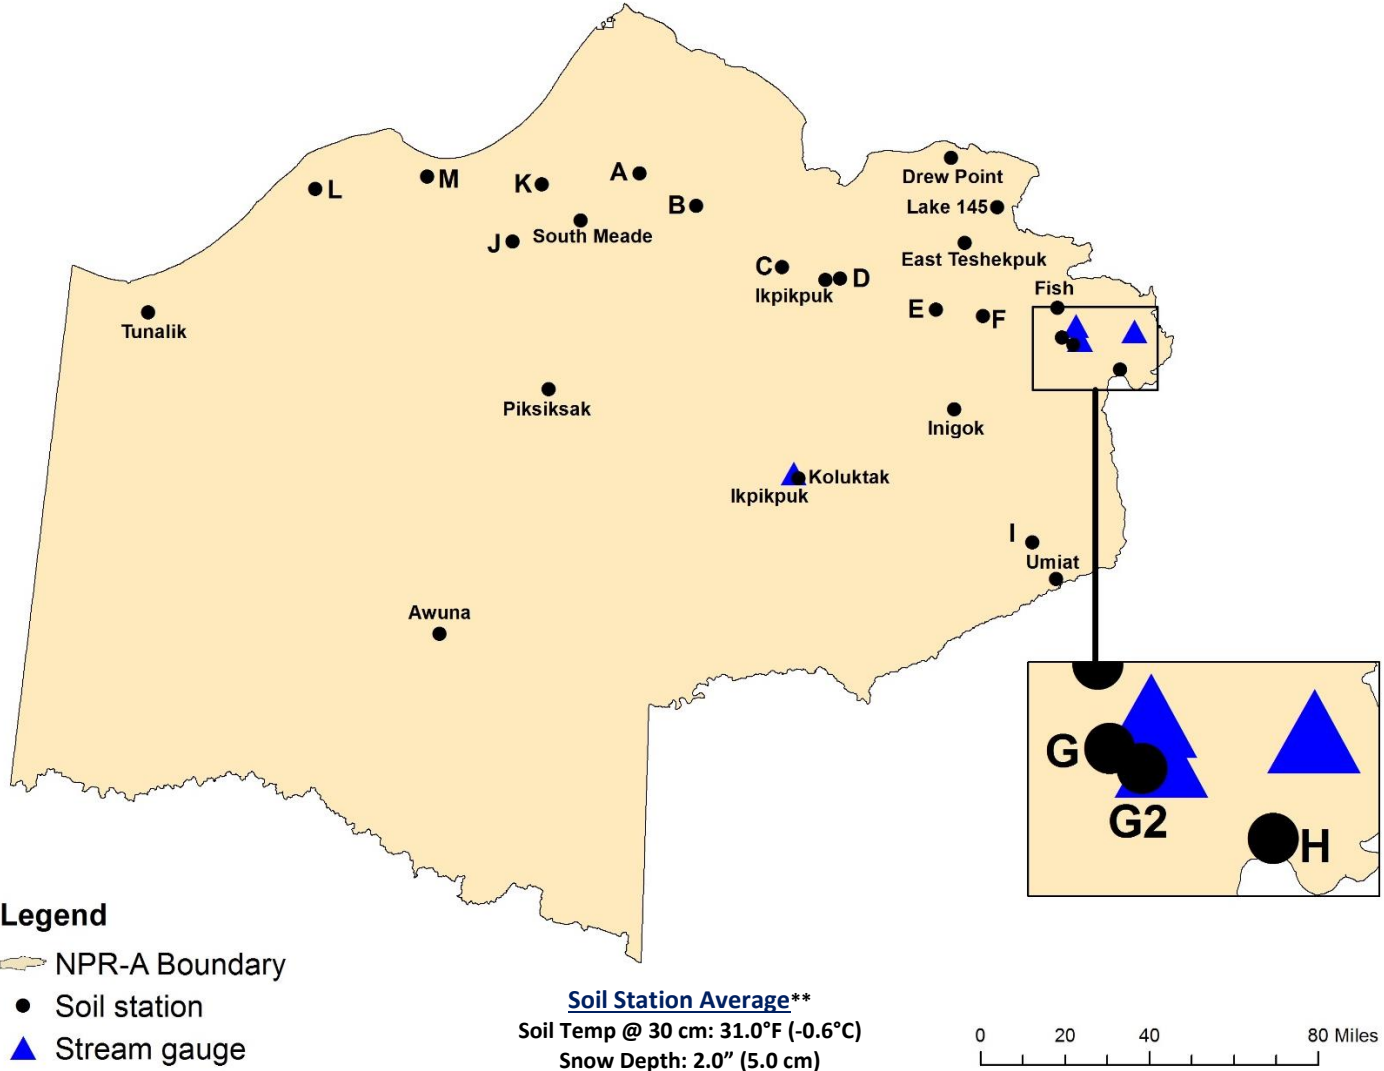 Drew Point
L
M
K
A
B
Lake 145
South Meade
J
East Teshekpuk
C
D
Ikpikpuk
Fish
E
F
Tunalik
Piksiksak
Inigok
Koluktak
Ikpikpuk
I
Umiat
Awuna
G
G2
H
Legend
NPR-A Boundary
Soil station
Stream gauge
Soil Station Average**
Soil Temp @ 30 cm: 31.0°F (-0.6°C)
Snow Depth: 2.0” (5.0 cm)
0 20 40 80 Miles